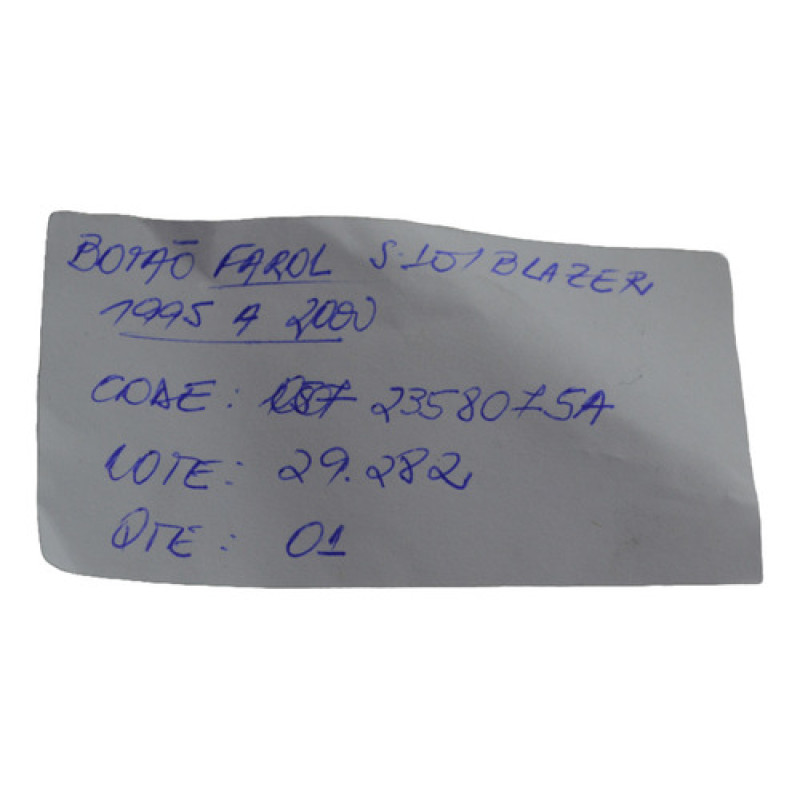 BOTÃO FAROL S-10/BLAZER
1995 A 2000
CODE: 2358075A
LOTE: 29.282
QTE: 01